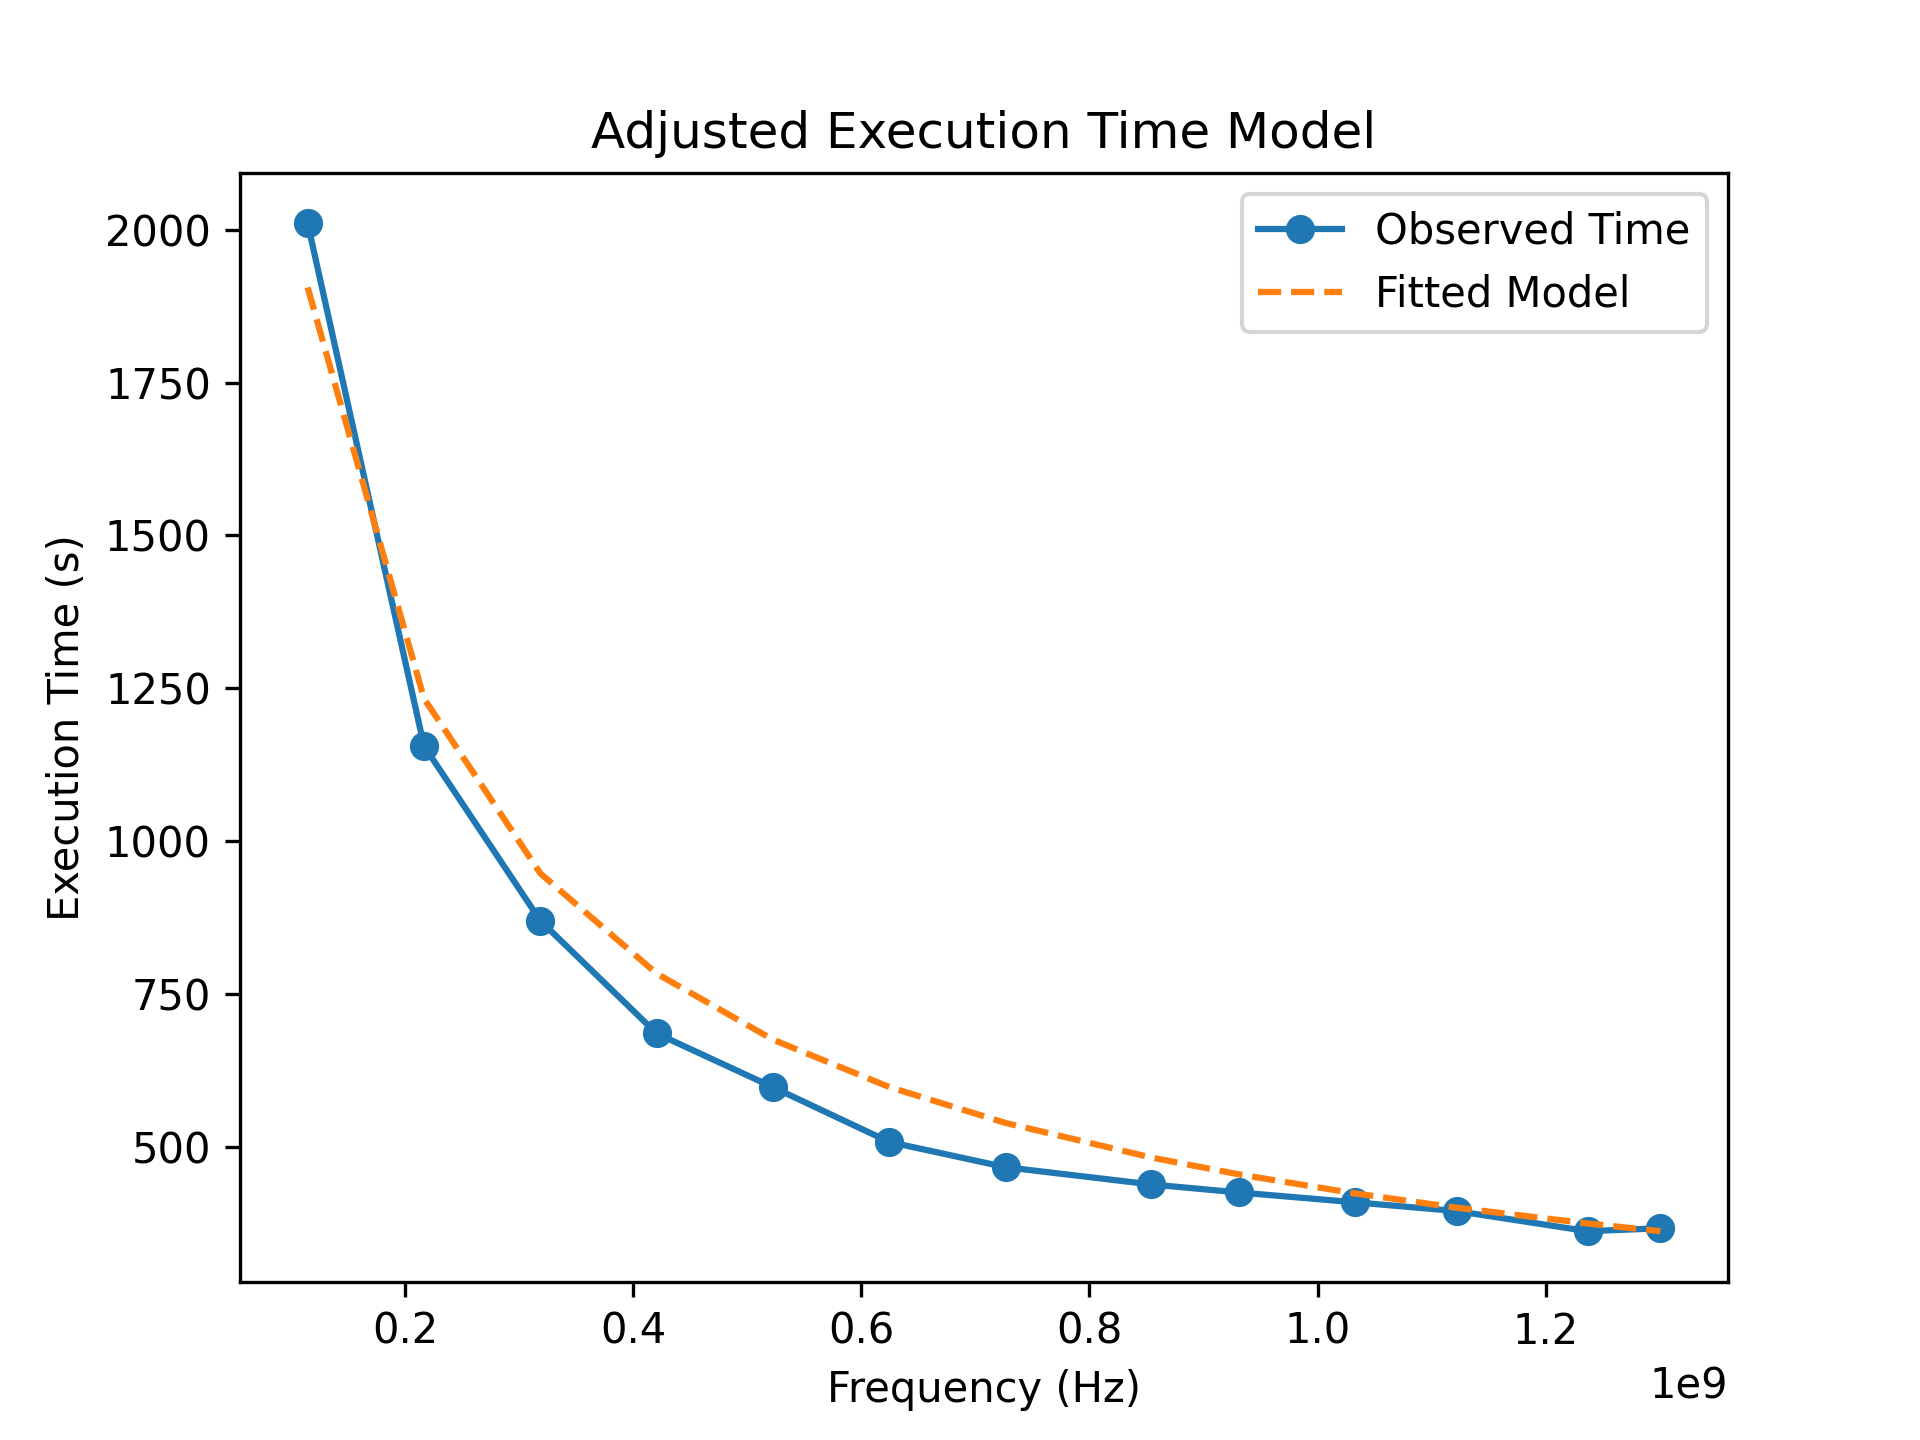 Adjusted Execution Time Model
Observed Time
Fitted Model
2000
1750
1500
1250
1000
750
500
Execution Time (s)
0.2
0.4
0.6
0.8
1.0
1.2
1e9
Frequency (Hz)